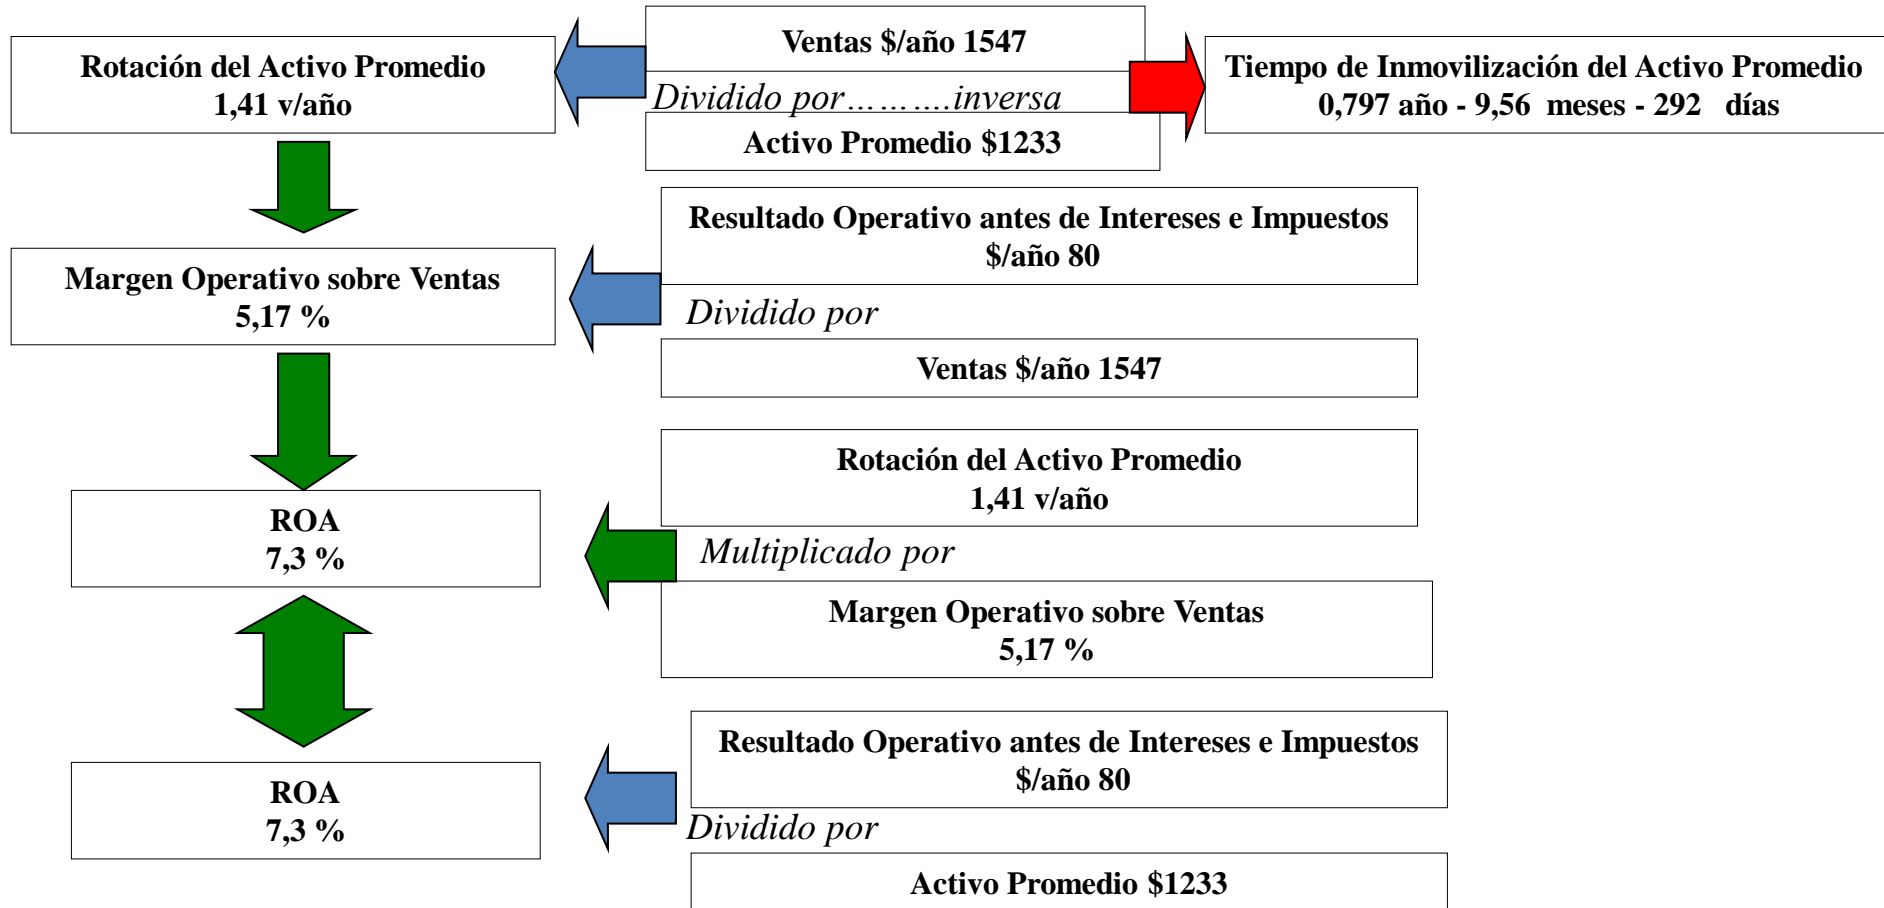 Ventas $/año 1547
Rotación del Activo Promedio
1,41 v/año
Dividido por……….inversa
Tiempo de Inmovilización del Activo Promedio
0,797 año - 9,56 meses - 292 días
Activo Promedio $1233
Resultado Operativo antes de Intereses e Impuestos
$/año 80
Margen Operativo sobre Ventas
5,17 %
Dividido por
Ventas $/año 1547
Rotación del Activo Promedio
1,41 v/año
ROA
7,3 %
Multiplicado por
Margen Operativo sobre Ventas
5,17 %
Resultado Operativo antes de Intereses e Impuestos
$/año 80
ROA
7,3 %
Dividido por
Activo Promedio $1233